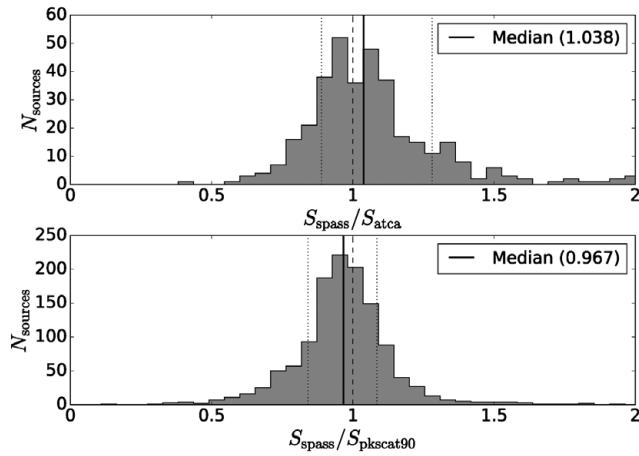 60
50
40
30
20
10
0
N_sources
Median (1.038)
0 0.5 1 1.5 2
S_spass/S_atca
250
200
150
100
50
0
N_sources
Median (0.967)
0 0.5 1 1.5 2
S_spass/S_pkscat90